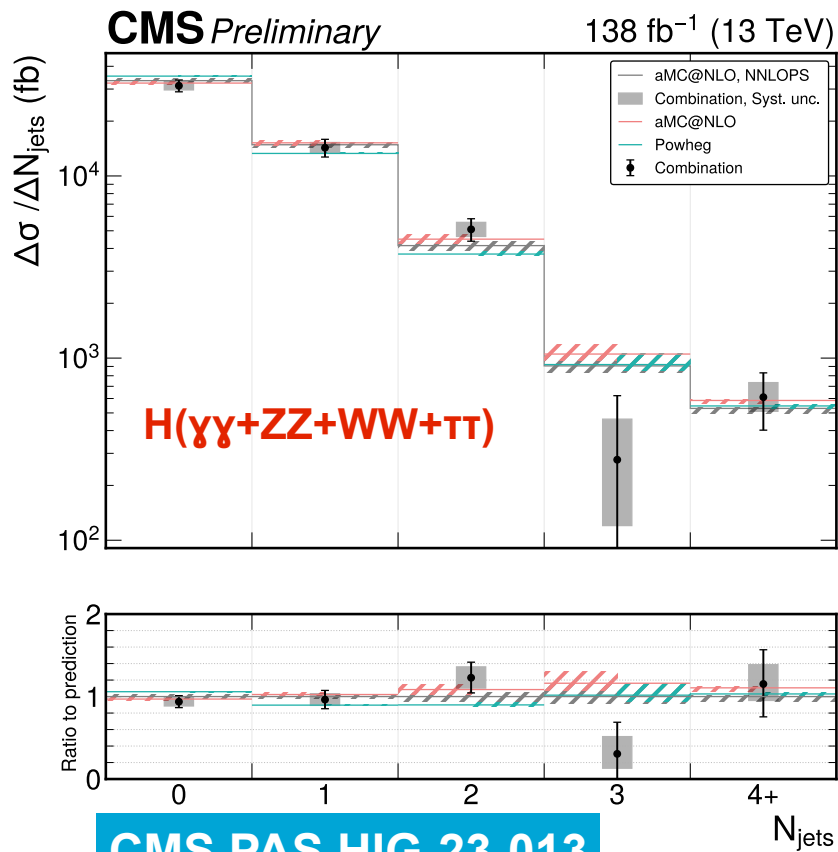 CMS Preliminary 138 fb⁻¹ (13 TeV)
Δσ /ΔN_jets (fb)
aMC@NLO, NNLOPS
Combination, Syst. unc.
aMC@NLO
Powheg
Combination
10⁴
10³
10²
H(γγ+ZZ+WW+ττ)
Ratio to prediction
2
1
0
0 1 2 3 4+
N_jets
CMS PAS HIG 23 013